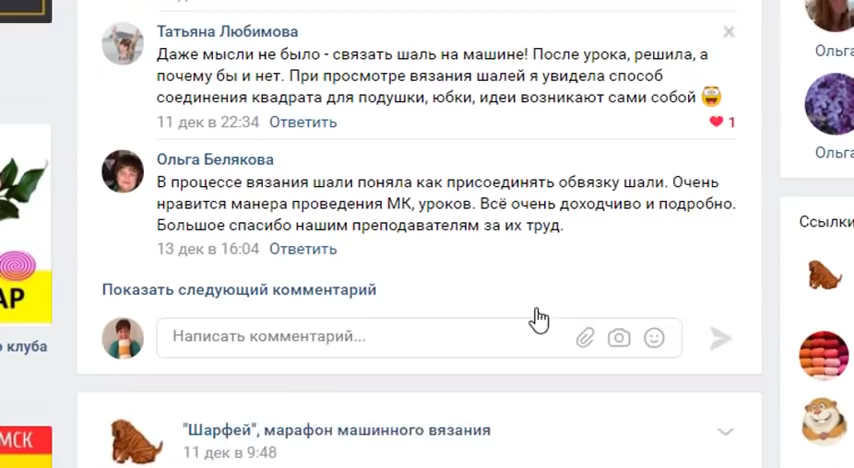 Татьяна Любимова
Даже мысли не было - связать шаль на машине! После урока, решила, а
почему бы и нет. При просмотре вязания шалей я увидела способ
соединения квадрата для подушки, юбки, идеи возникают сами собой
11 дек в 22:34 Ответить
1
Ольга Белякова
В процессе вязания шали поняла как присоединять обвязку шали. Очень
нравится манера проведения МК, уроков. Всё очень доходчиво и подробно.
Большое спасибо нашим преподавателям за их труд.
13 дек в 16:04 Ответить
Показать следующий комментарий
Написать комментарий...
"Шарфей", марафон машинного вязания
11 дек в 9:48
АР
о клуба
МСК
Ольга
Ольга
Ссылки